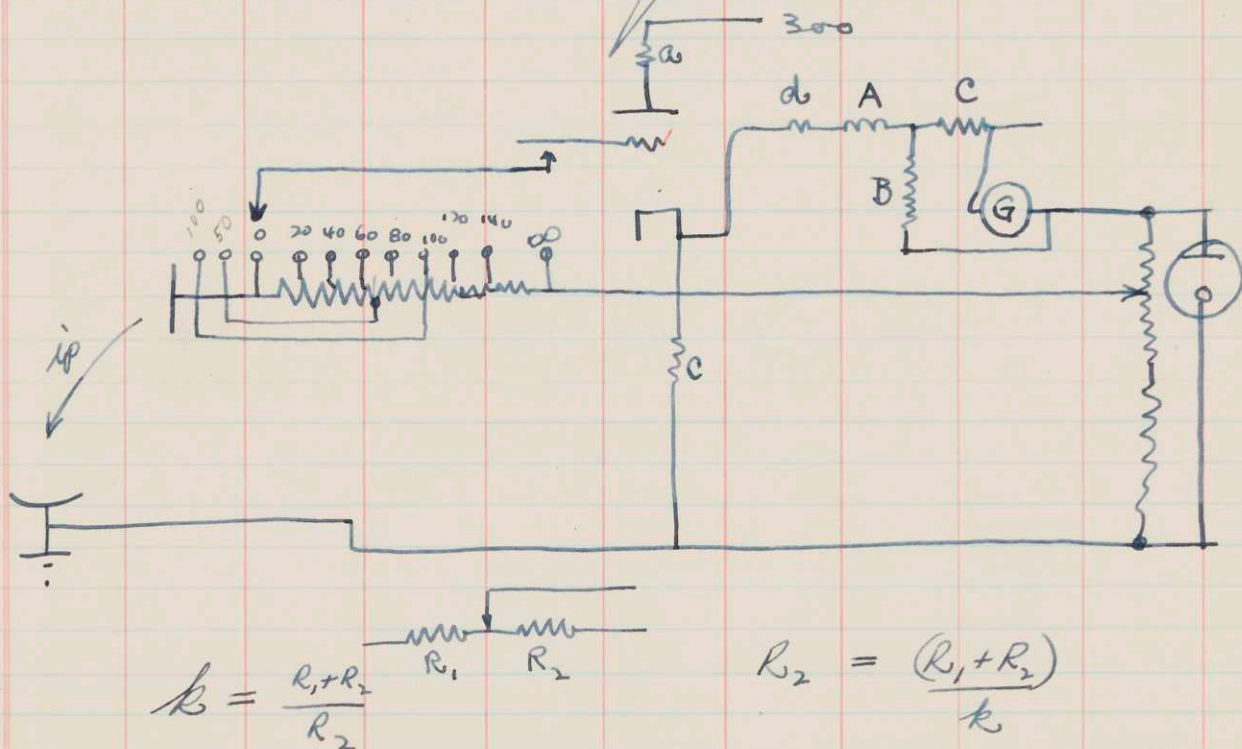 300
a
d A C
B
G
100 50 0 20 40 60 80 100 120 140 ∞
ip
C
R₁ R₂
k = R₁+R₂ / R₂
R₂ = (R₁+R₂) / k